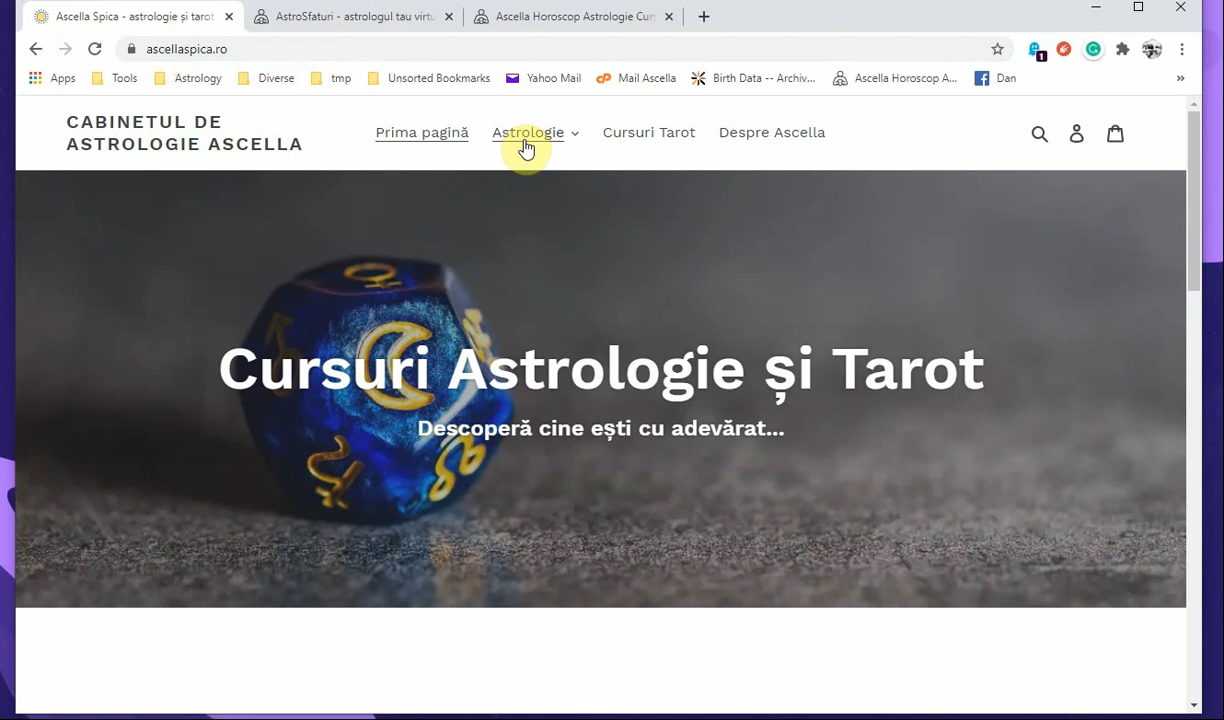 Ascella Spica - astrologie și tarot
AstroSfaturi - astrologul tau virtu
Ascella Horoscop Astrologie Cur
ascellaspica.ro
1
Apps
Tools
Astrology
Diverse
tmp
Unsorted Bookmarks
Yahoo Mail
cP
Mail Ascella
Birth Data -- Archiv...
Ascella Horoscop A...
Dan
CABINETUL DE
ASTROLOGIE ASCELLA
Prima pagină
Astrologie
Cursuri Tarot
Despre Ascella
Cursuri Astrologie și Tarot
Descoperă cine ești cu adevărat...